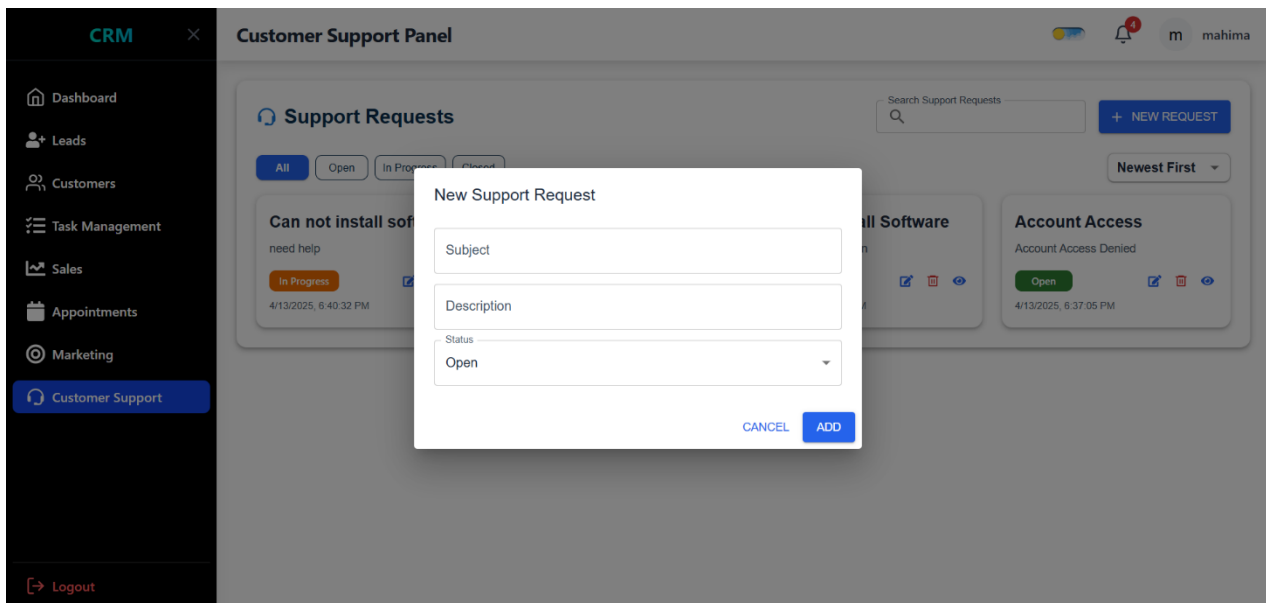 CRM
Customer Support Panel
4
m mahima
Dashboard
Leads
Customers
Task Management
Sales
Appointments
Marketing
Customer Support
Logout
Support Requests
Search Support Requests
+ NEW REQUEST
All Open In Progress Closed
Newest First
Can not install
need help
In Progress
4/13/2025, 6:40:32 PM
Software
Account Access
Account Access Denied
Open
4/13/2025, 6:37:05 PM
New Support Request
Subject
Description
Status
Open
CANCEL ADD